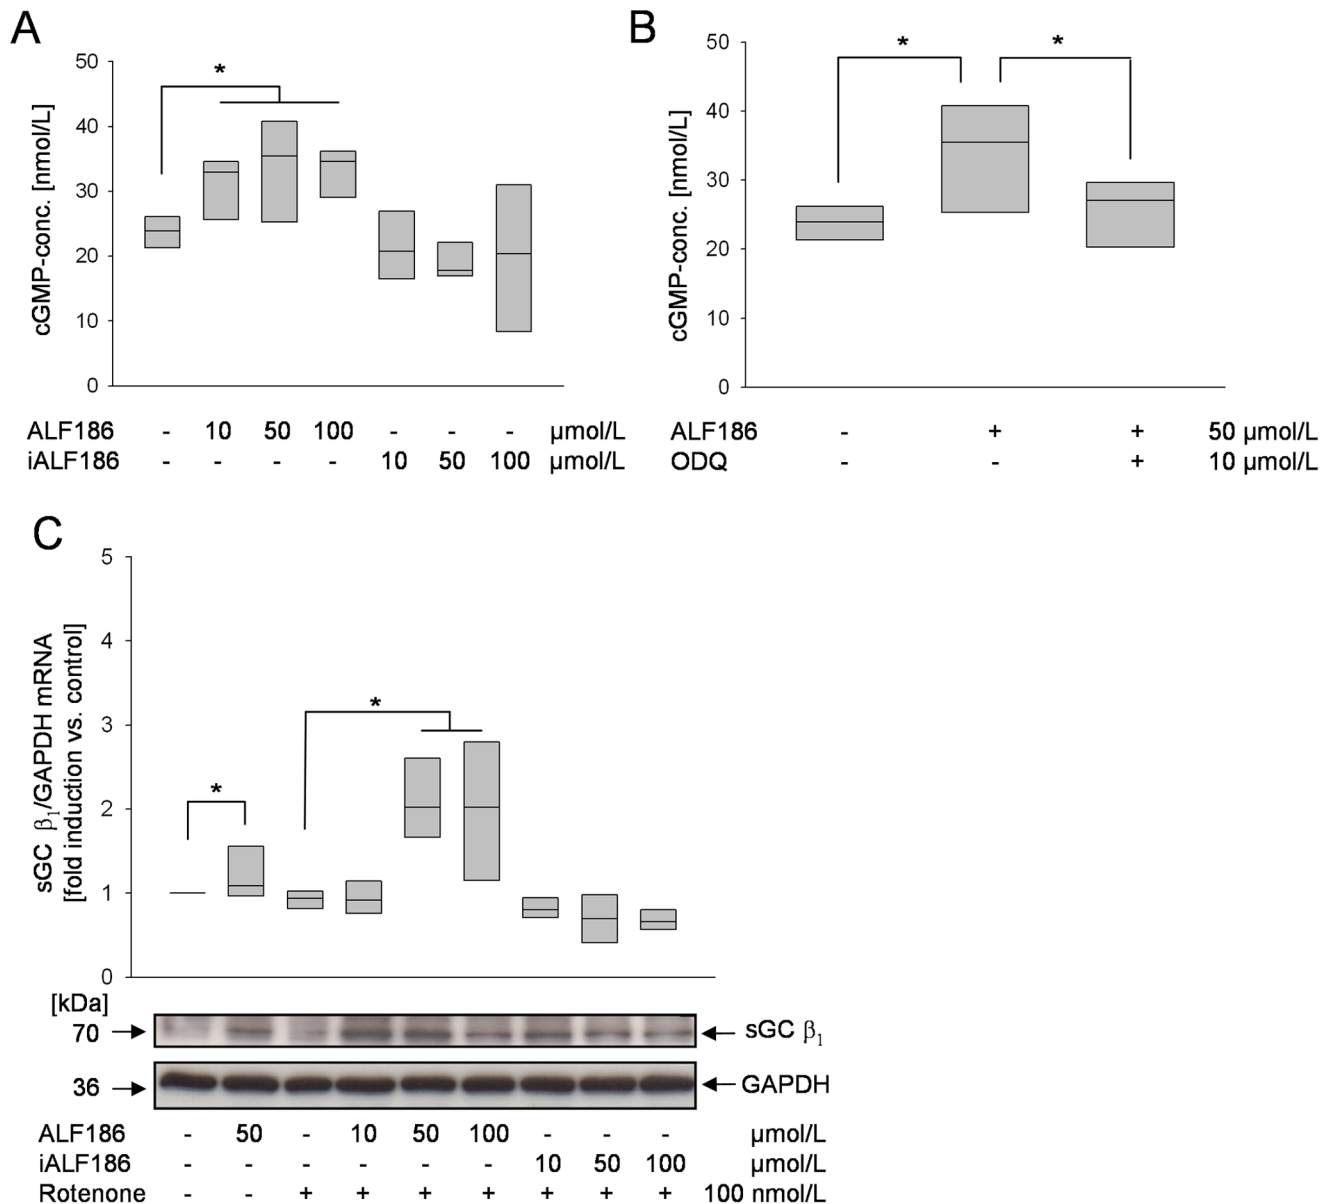 A
B
50
40
30
20
10
0
cGMP-conc. [nmol/L]
*
ALF186 - 10 50 100 - - - µmol/L
iALF186 - - - - 10 50 100 µmol/L
50
40
30
20
10
0
cGMP-conc. [nmol/L]
* *
ALF186 - + + 50 µmol/L
ODQ - - + 10 µmol/L
C
5
4
3
2
1
0
sGC β1/GAPDH mRNA
[fold induction vs. control]
*
*
[kDa]
70 sGC β1
36 GAPDH
ALF186 - 50 - 10 50 100 - - - µmol/L
iALF186 - - - - - - 10 50 100 µmol/L
Rotenone - - + + + + + + + 100 nmol/L